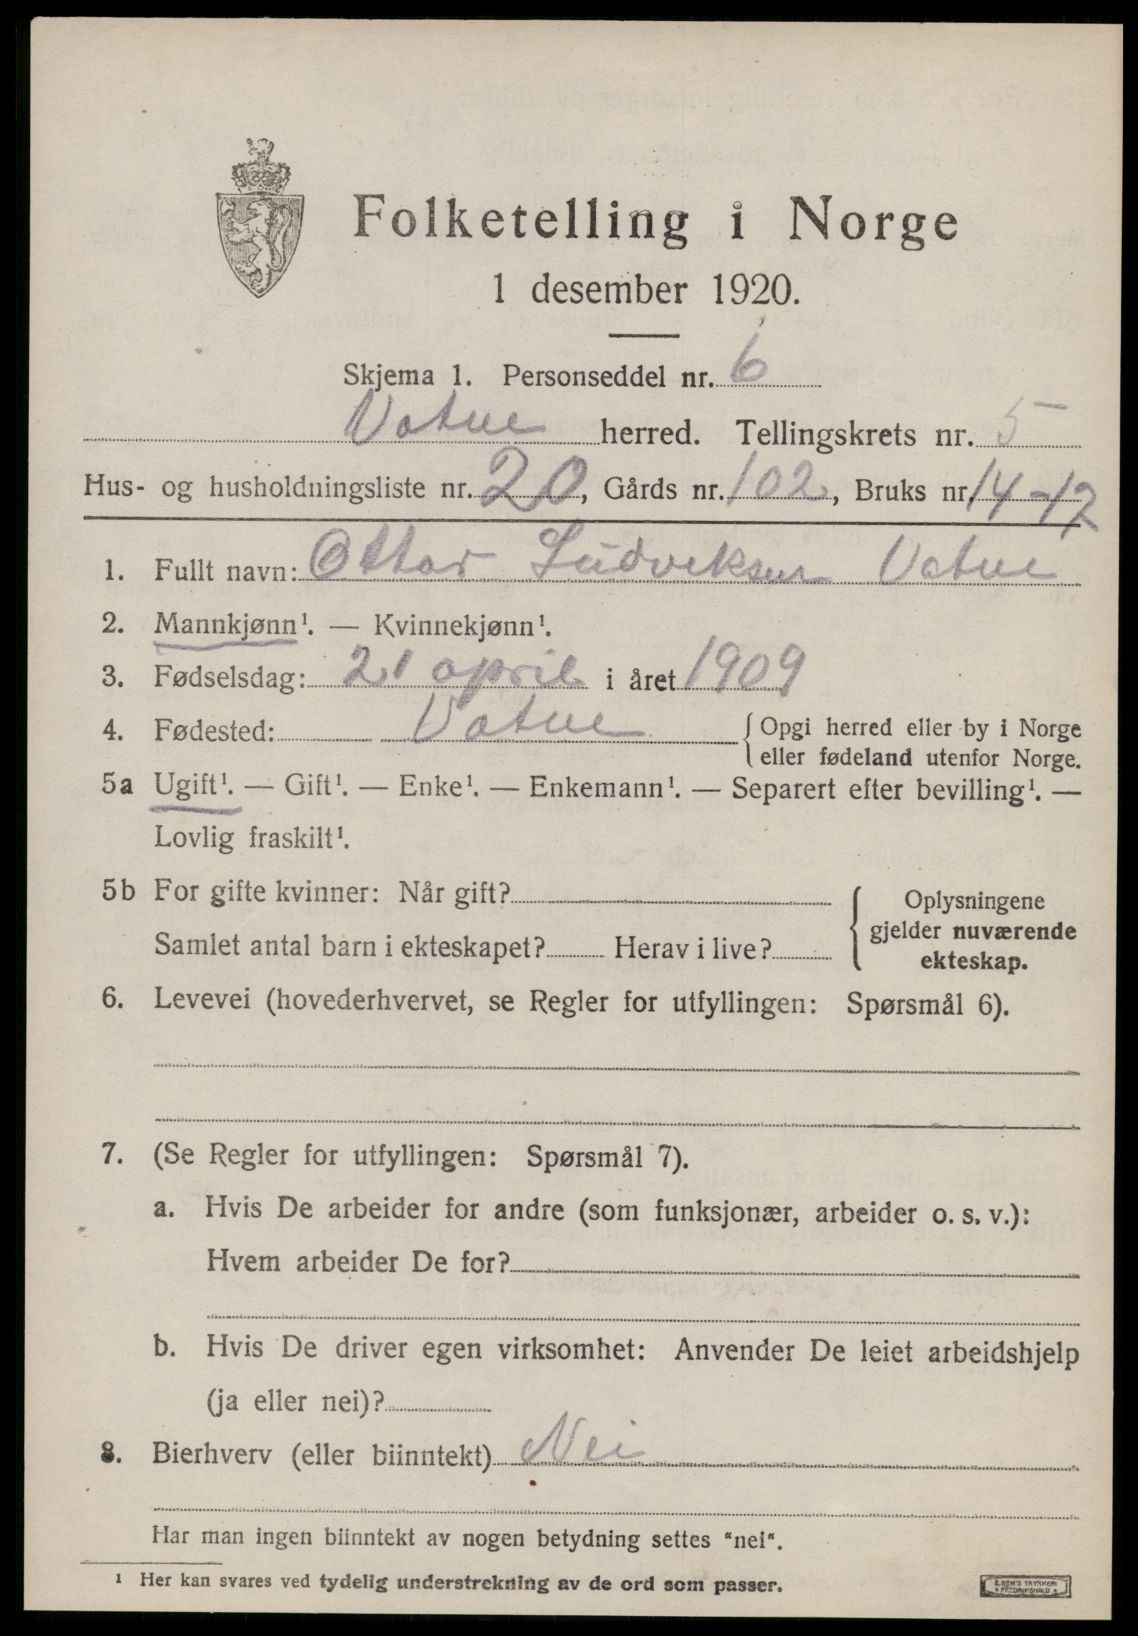 Folketelling i Norge
1 desember 1920.
Skjema 1. Personseddel nr. 6
Vatne herred. Tellingskrets nr. 5
Hus- og husholdningsliste nr. 20, Gårds nr. 102, Bruks nr. 14-17
1. Fullt navn: Ottar Ludviksen Vatne
2. Mannkjønn¹. — Kvinnekjønn¹.
3. Fødselsdag: 21 april i året 1909
4. Fødested: Vatne { Opgi herred eller by i Norge
eller fødeland utenfor Norge.
5a Ugift¹. — Gift¹. — Enke¹. — Enkemann¹. — Separert efter bevilling¹. —
Lovlig fraskilt¹.
5b For gifte kvinner: Når gift?
Samlet antal barn i ekteskapet? Herav i live?
{ Oplysningene
gjelder nuværende
ekteskap.
6. Levevei (hovederhvervet, se Regler for utfyllingen: Spørsmål 6).
7. (Se Regler for utfyllingen: Spørsmål 7).
a. Hvis De arbeider for andre (som funksjonær, arbeider o. s. v.):
Hvem arbeider De for?
b. Hvis De driver egen virksomhet: Anvender De leiet arbeidshjelp
(ja eller nei)?
8. Bierhverv (eller biinntekt) Nei
Har man ingen biinntekt av nogen betydning settes "nei".
¹ Her kan svares ved tydelig understrekning av de ord som passer.
E. SEM'S TRYKKERI
FREDRIKSHALD